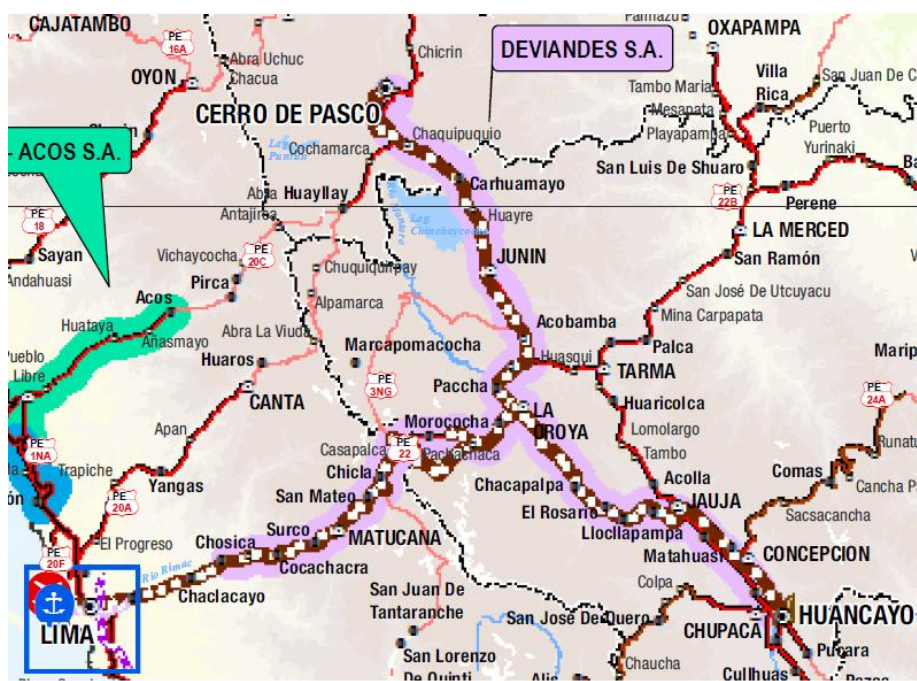 CAJATAMBO
PE
16A
Abra Uchuc
Chacua
OYON
Chicrin
DEVIANDES S.A.
OXAPAMPA
Tambo Maria
Mesapata
Playapampa
Villa
Rica
San Juan De C
CERRO DE PASCO
Chaquipuquio
Cochamarca
Puerto
Yurinaki
San Luis De Shuaro
PE
22B
Perene
Ba
- ACOS S.A.
Abra
Antajirca
Huayllay
Carhuamayo
Huayre
PE
18
Sayan
Andahuasi
Vichaycocha
PE
20C
Pirca
Chuquiquirpay
JUNIN
LA MERCED
San Ramón
Acos
Alpamarca
San José De Utcuyacu
Mina Carpapata
Huataya
Añasmayo
Abra La Viuda
Acobamba
Pueblo
Libre
Huaros
Marcapomacocha
Huasqui
Palca
TARMA
Marip
CANTA
PE
3NG
Paccha
Huaricolca
PE
24A
Apan
Morococha
LA
OROYA
Lomolargo
Runatu
PE
1NA
Casapalca
PE
22
Pachachaca
Tambo
Trapiche
Yangas
Chicla
Chacapalpa
Acolla
Comas
Cancha Pa
PE
20A
San Mateo
El Rosario
JAUJA
Sacsacancha
El Progreso
Surco
MATUCANA
Llocllapampa
Chosica
Matahuasi
CONCEPCION
PE
20F
Rio Rimac
Cocachacra
Chaclacayo
Colpa
San Juan De
Tantaranche
San José De Quero
CHUPACA
HUANCAYO
LIMA
San Lorenzo
De Quinti
Chaucha
Pucara
Cullhuas